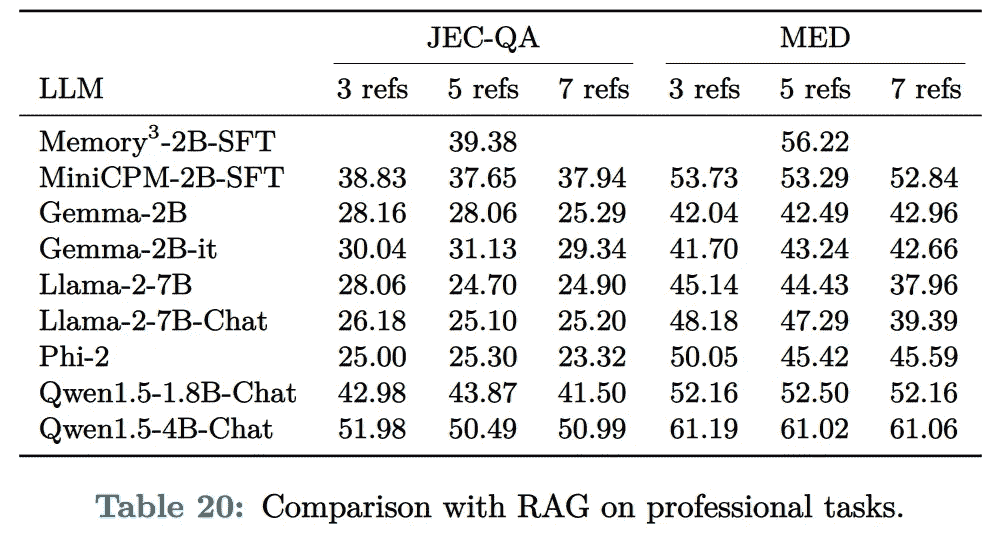 JEC-QA MED
LLM 3 refs 5 refs 7 refs 3 refs 5 refs 7 refs
Memory³-2B-SFT 39.38 56.22
MiniCPM-2B-SFT 38.83 37.65 37.94 53.73 53.29 52.84
Gemma-2B 28.16 28.06 25.29 42.04 42.49 42.96
Gemma-2B-it 30.04 31.13 29.34 41.70 43.24 42.66
Llama-2-7B 28.06 24.70 24.90 45.14 44.43 37.96
Llama-2-7B-Chat 26.18 25.10 25.20 48.18 47.29 39.39
Phi-2 25.00 25.30 23.32 50.05 45.42 45.59
Qwen1.5-1.8B-Chat 42.98 43.87 41.50 52.16 52.50 52.16
Qwen1.5-4B-Chat 51.98 50.49 50.99 61.19 61.02 61.06
Table 20: Comparison with RAG on professional tasks.